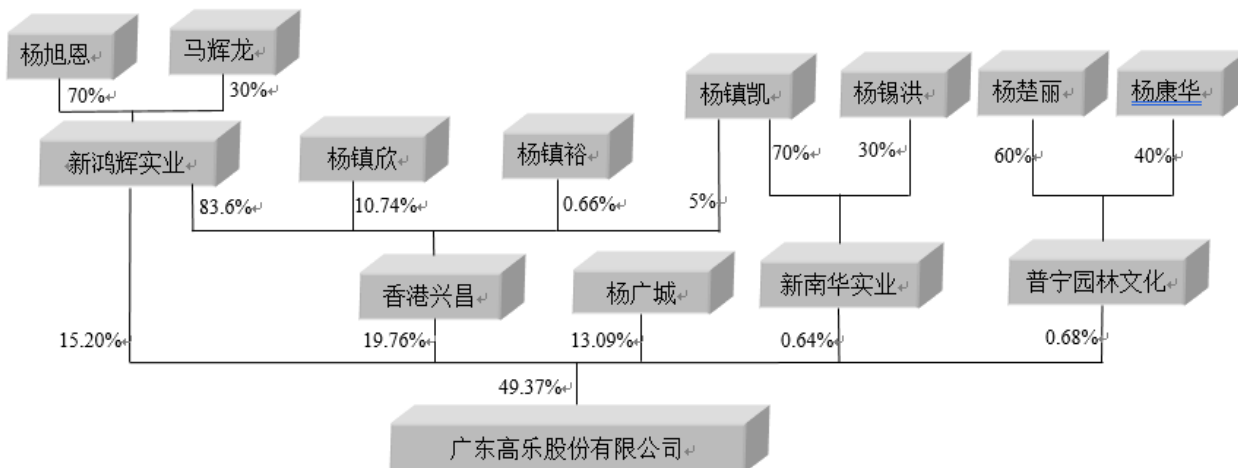 杨旭恩
马辉龙
70%
30%
杨镇凯
杨锡洪
杨楚丽
杨康华
新鸿辉实业
杨镇欣
杨镇裕
70%
30%
60%
40%
83.6%
10.74%
0.66%
5%
香港兴昌
杨广城
新南华实业
普宁园林文化
15.20%
19.76%
13.09%
0.64%
0.68%
49.37%
广东高乐股份有限公司